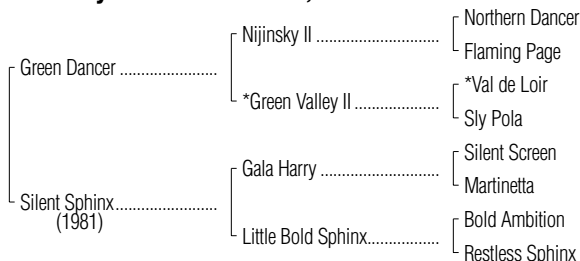 Northern Dancer
Nijinsky II
Flaming Page
Green Dancer
*Val de Loir
*Green Valley II
Sly Pola
Silent Screen
Gala Harry
Martinetta
Silent Sphinx
(1981)
Bold Ambition
Little Bold Sphinx
Restless Sphinx